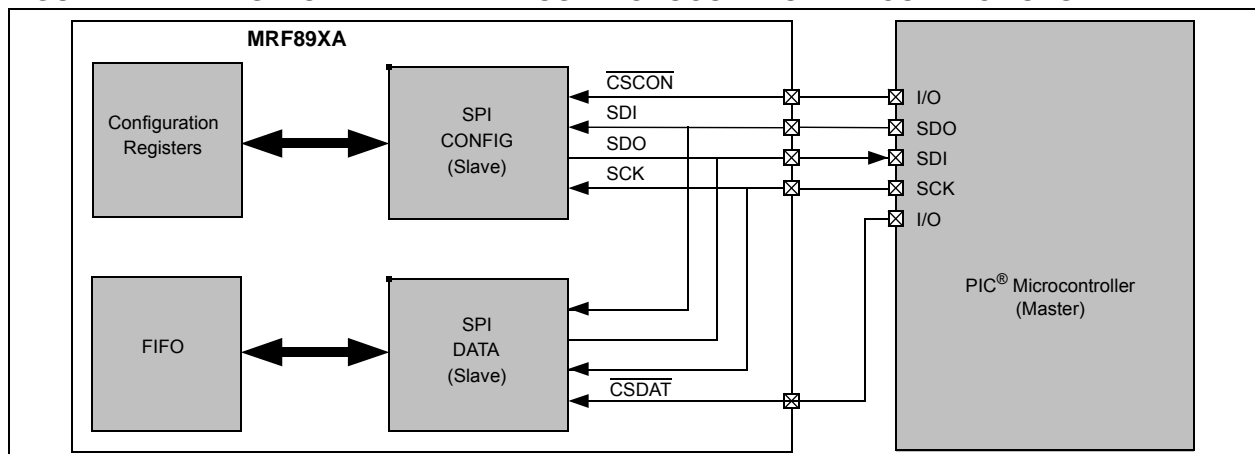 MRF89XA
Configuration
Registers
SPI
CONFIG
(Slave)
CSCON
SDI
SDO
SCK
I/O
SDO
SDI
SCK
I/O
PIC® Microcontroller
(Master)
FIFO
SPI
DATA
(Slave)
CSDAT